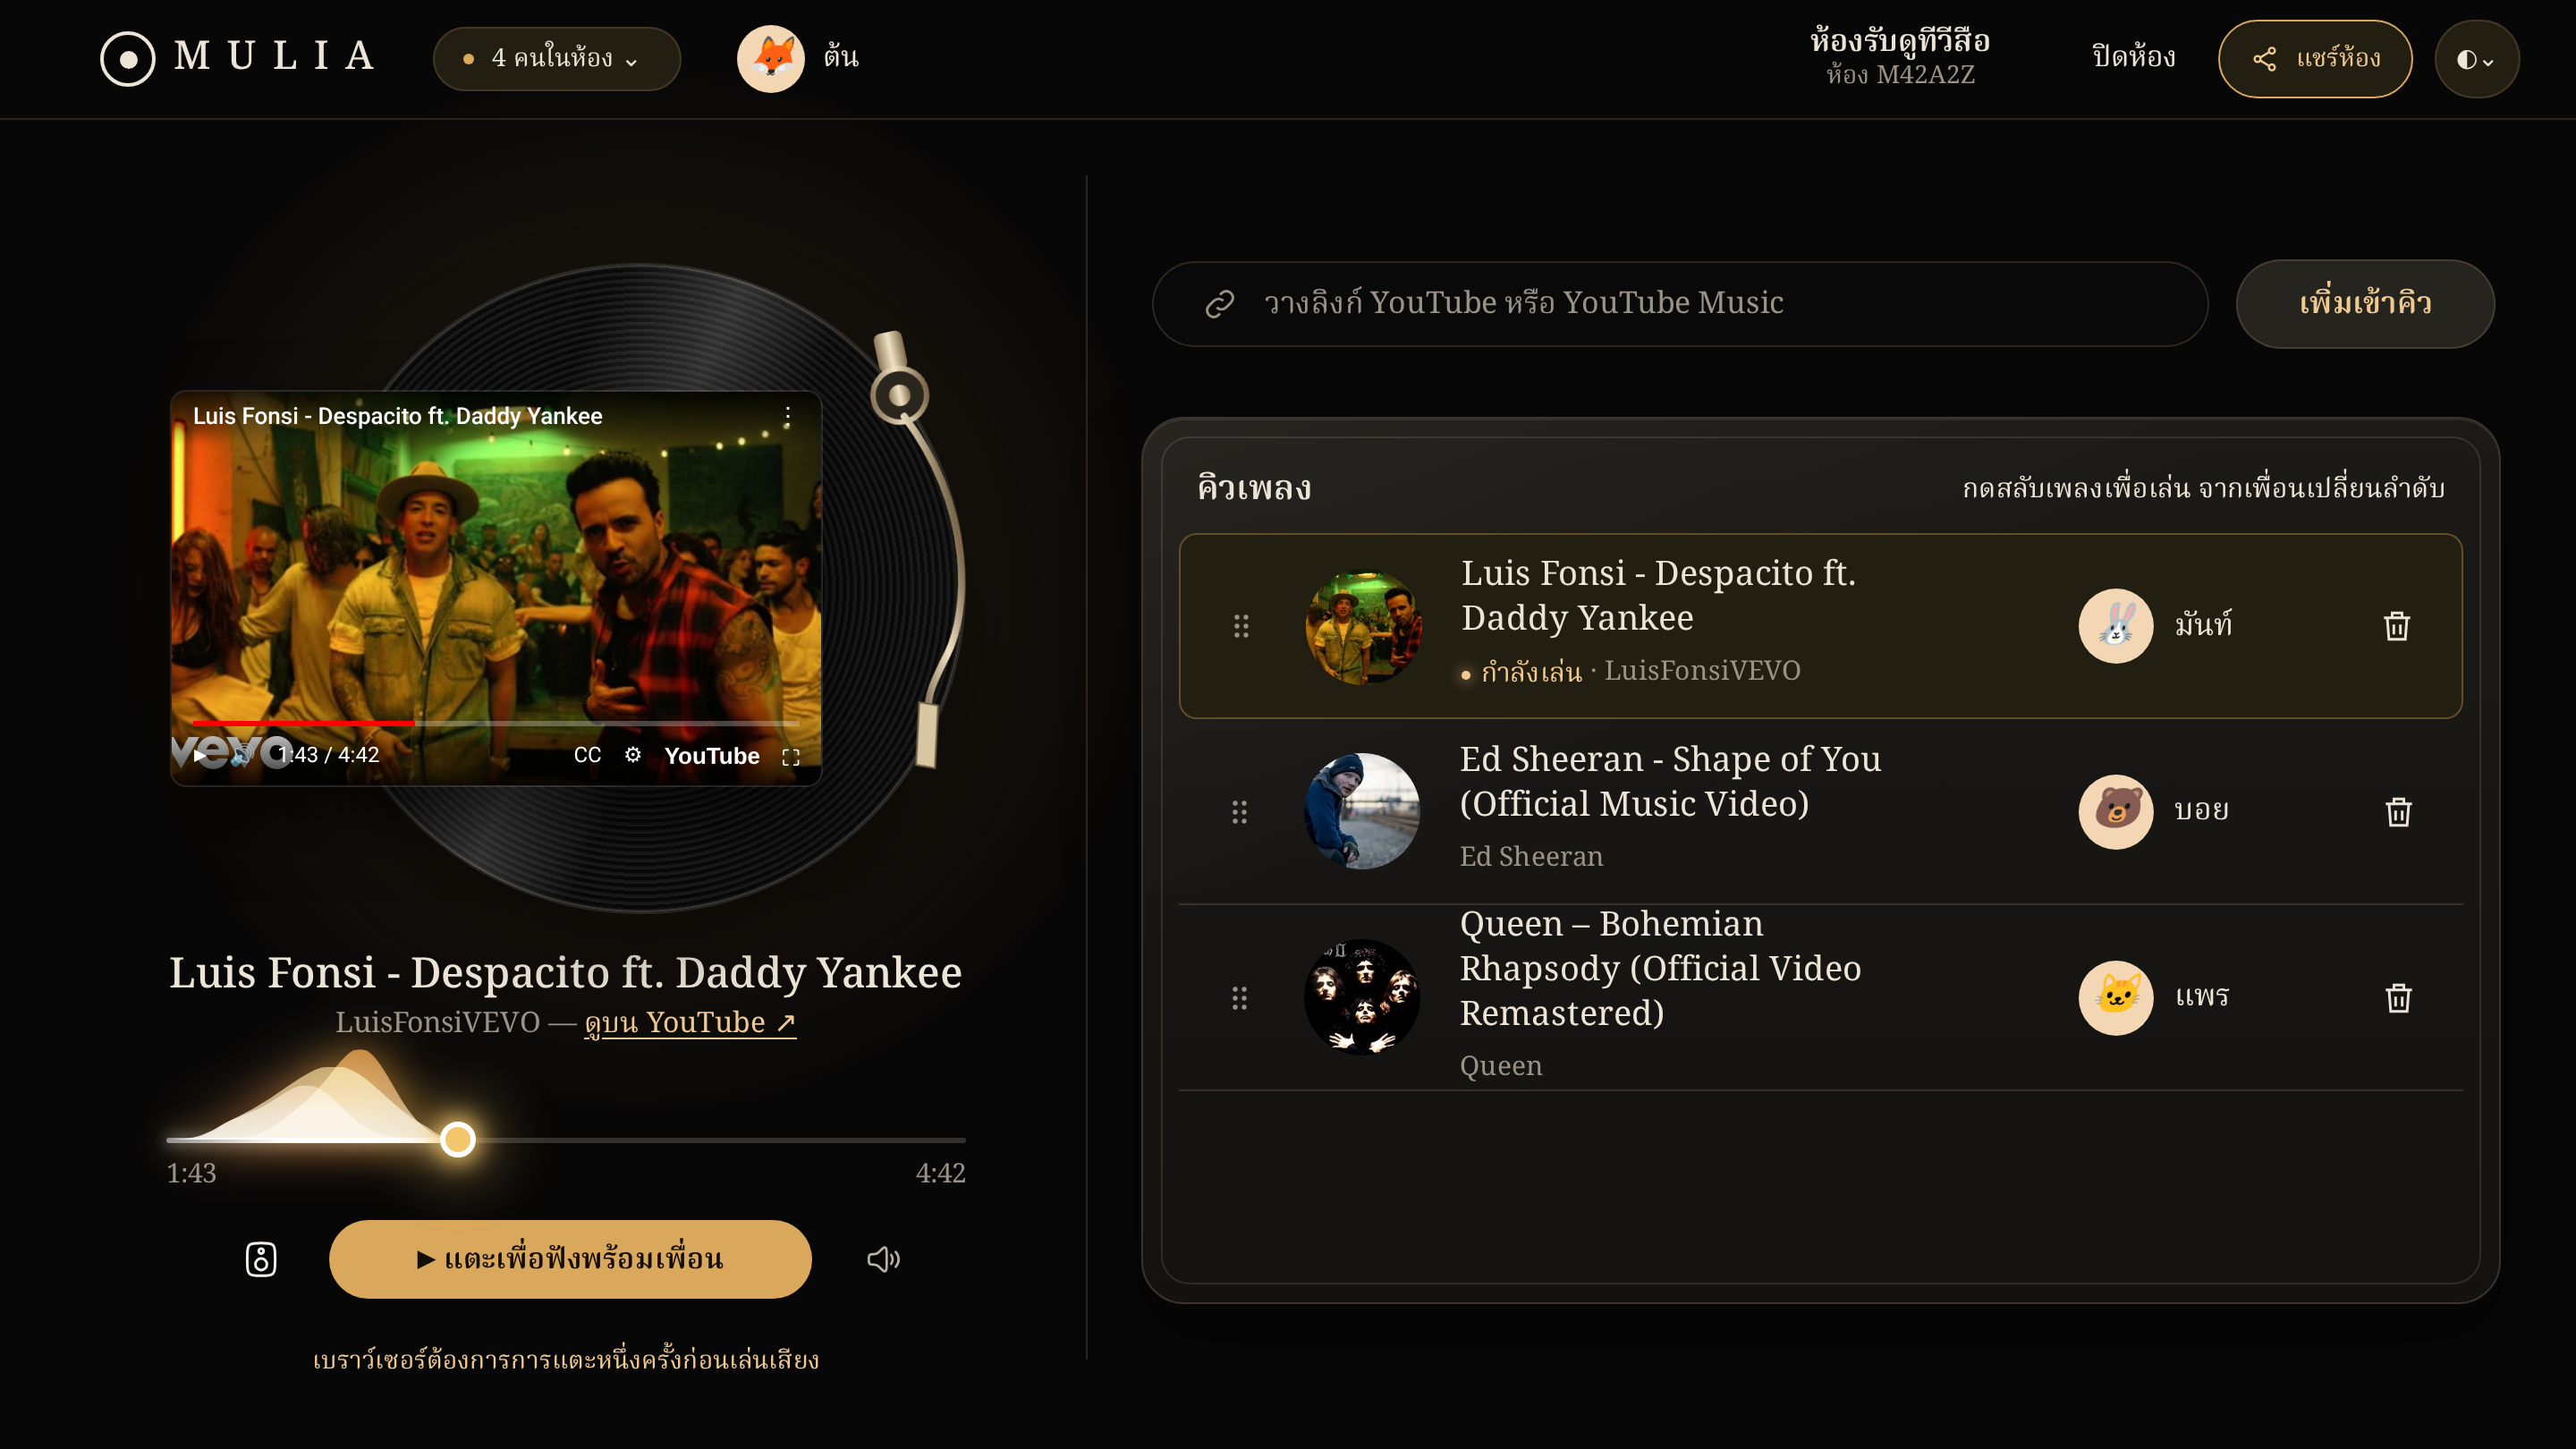 MULIA
4 คนในห้อง
ต้น
ห้องรับดูทีวีสือ
ห้อง M42A2Z
ปิดห้อง
แชร์ห้อง
วางลิงก์ YouTube หรือ YouTube Music
เพิ่มเข้าคิว
Luis Fonsi - Despacito ft. Daddy Yankee
vevo
1:43 / 4:42
CC
YouTube
Luis Fonsi - Despacito ft. Daddy Yankee
LuisFonsiVEVO — ดูบน YouTube ↗
1:43
4:42
▶ แตะเพื่อฟังพร้อมเพื่อน
เบราว์เซอร์ต้องการการแตะหนึ่งครั้งก่อนเล่นเสียง
คิวเพลง
กดสลับเพลงเพื่อเล่น จากเพื่อนเปลี่ยนลำดับ
Luis Fonsi - Despacito ft.
Daddy Yankee
กำลังเล่น · LuisFonsiVEVO
มันท์
Ed Sheeran - Shape of You
(Official Music Video)
Ed Sheeran
บอย
Queen – Bohemian
Rhapsody (Official Video
Remastered)
Queen
แพร